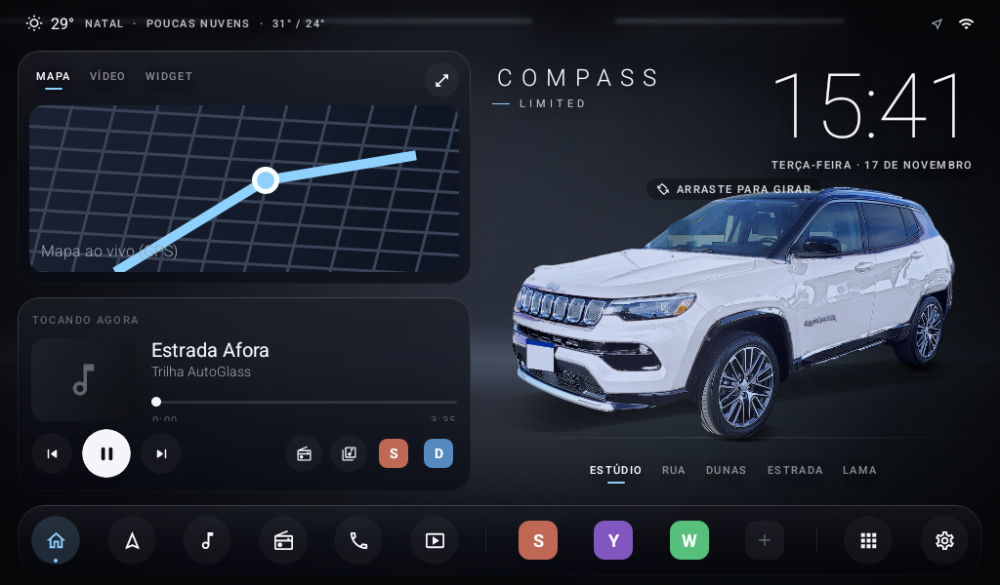 29° NATAL · POUCAS NUVENS · 31° / 24°
MAPA VÍDEO WIDGET
Mapa ao vivo (GPS)
TOCANDO AGORA
Estrada Afora
Trilha AutoGlass
0:00 3:35
S D
COMPASS
LIMITED
15:41
TERÇA-FEIRA · 17 DE NOVEMBRO
ARRASTE PARA GIRAR
ESTÚDIO RUA DUNAS ESTRADA LAMA
S Y W